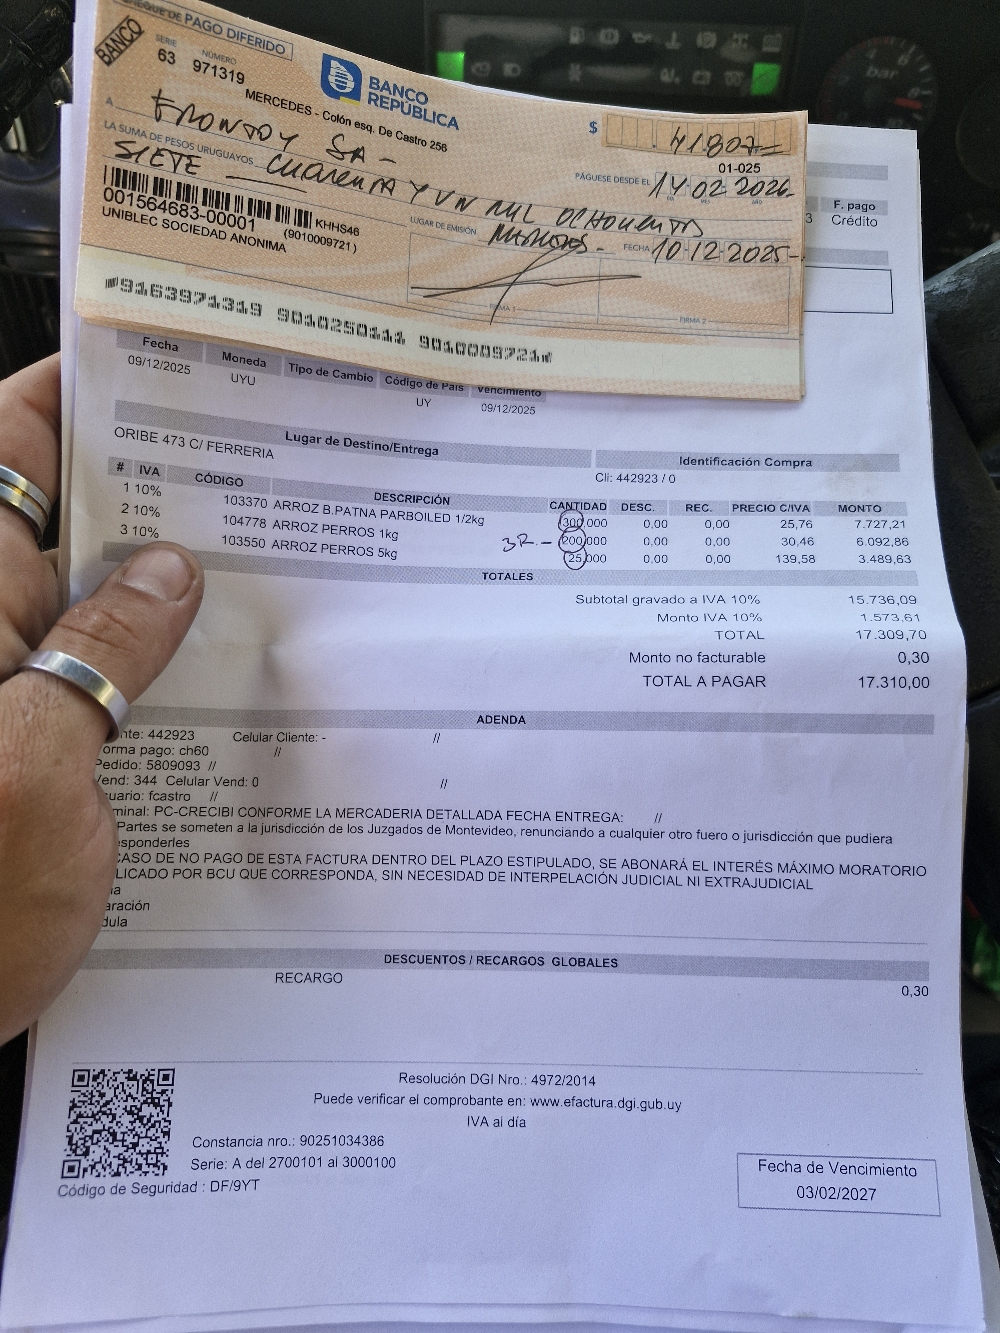 CHEQUE DE PAGO DIFERIDO
BANCO
SERIE NÚMERO
63 971319
BANCO
REPÚBLICA
MERCEDES - Colón esq. De Castro 256
$ 41807
01-025
A FRONTOY SA -
PÁGUESE DESDE EL 14 02 2026
DÍA MES AÑO
LA SUMA DE PESOS URUGUAYOS CUARENTA Y UN MIL OCHOCIENTOS
SIETE
LUGAR DE EMISIÓN FECHA 10-12-2025-
001564683-00001 KHHS46
(9010009721)
UNIBLEC SOCIEDAD ANONIMA
FIRMA 1 FIRMA 2
9163971319 9010250111 9010009721
F. pago
3 Crédito
Fecha Moneda Tipo de Cambio Código de País Vencimiento
09/12/2025 UYU UY 09/12/2025
Lugar de Destino/Entrega Identificación Compra
ORIBE 473 C/ FERRERIA Cli: 442923 / 0
# IVA CÓDIGO DESCRIPCIÓN CANTIDAD DESC. REC. PRECIO C/IVA MONTO
1 10% 103370 ARROZ B.PATNA PARBOILED 1/2kg 300,000 0,00 0,00 25,76 7.727,21
2 10% 104778 ARROZ PERROS 1kg 3R.- 200,000 0,00 0,00 30,46 6.092,86
3 10% 103550 ARROZ PERROS 5kg 25,000 0,00 0,00 139,58 3.489,63
TOTALES
Subtotal gravado a IVA 10% 15.736,09
Monto IVA 10% 1.573,61
TOTAL 17.309,70
Monto no facturable 0,30
TOTAL A PAGAR 17.310,00
ADENDA
nte: 442923 Celular Cliente: - //
orma pago: ch60 //
Pedido: 5809093 //
Vend: 344 Celular Vend: 0 //
suario: fcastro //
minal: PC-CRECIBI CONFORME LA MERCADERIA DETALLADA FECHA ENTREGA: //
Partes se someten a la jurisdicción de los Juzgados de Montevideo, renunciando a cualquier otro fuero o jurisdicción que pudiera
esponderles
CASO DE NO PAGO DE ESTA FACTURA DENTRO DEL PLAZO ESTIPULADO, SE ABONARÁ EL INTERÉS MÁXIMO MORATORIO
LICADO POR BCU QUE CORRESPONDA, SIN NECESIDAD DE INTERPELACIÓN JUDICIAL NI EXTRAJUDICIAL
a
aración
dula
DESCUENTOS / RECARGOS GLOBALES
RECARGO 0,30
Resolución DGI Nro.: 4972/2014
Puede verificar el comprobante en: www.efactura.dgi.gub.uy
IVA al día
Constancia nro.: 90251034386
Serie: A del 2700101 al 3000100
Código de Seguridad : DF/9YT
Fecha de Vencimiento
03/02/2027